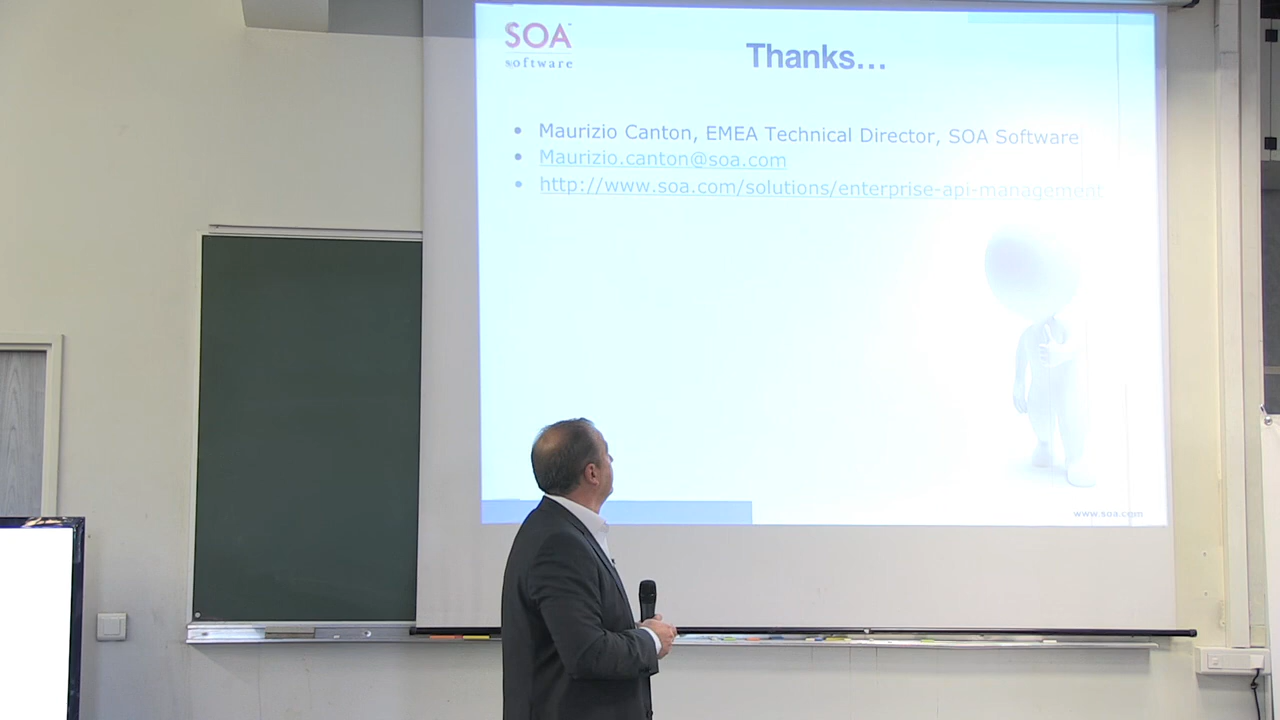 SOA™
software
Thanks...
• Maurizio Canton, EMEA Technical Director, SOA Software
• Maurizio.canton@soa.com
• http://www.soa.com/solutions/enterprise-api-management
www.soa.com